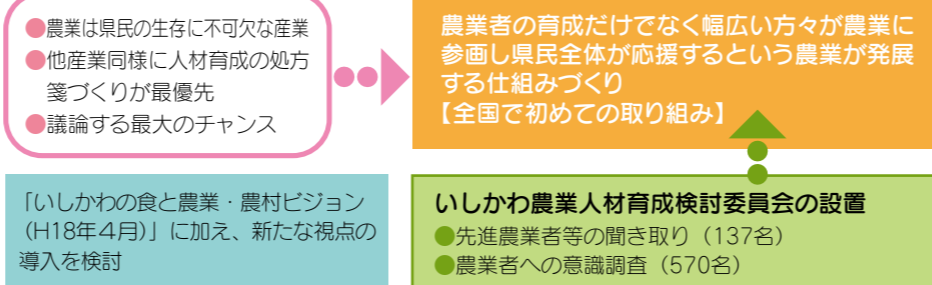 ●農業は県民の生存に不可欠な産業
●他産業同様に人材育成の処方
箋づくりが最優先
●議論する最大のチャンス
農業者の育成だけでなく幅広い方々が農業に
参画し県民全体が応援するという農業が発展
する仕組みづくり
【全国で初めての取り組み】
「いしかわの食と農業・農村ビジョン
（H18年４月）」に加え、新たな視点の
導入を検討
いしかわ農業人材育成検討委員会の設置
●先進農業者等の聞き取り（137名）
●農業者への意識調査（570名）